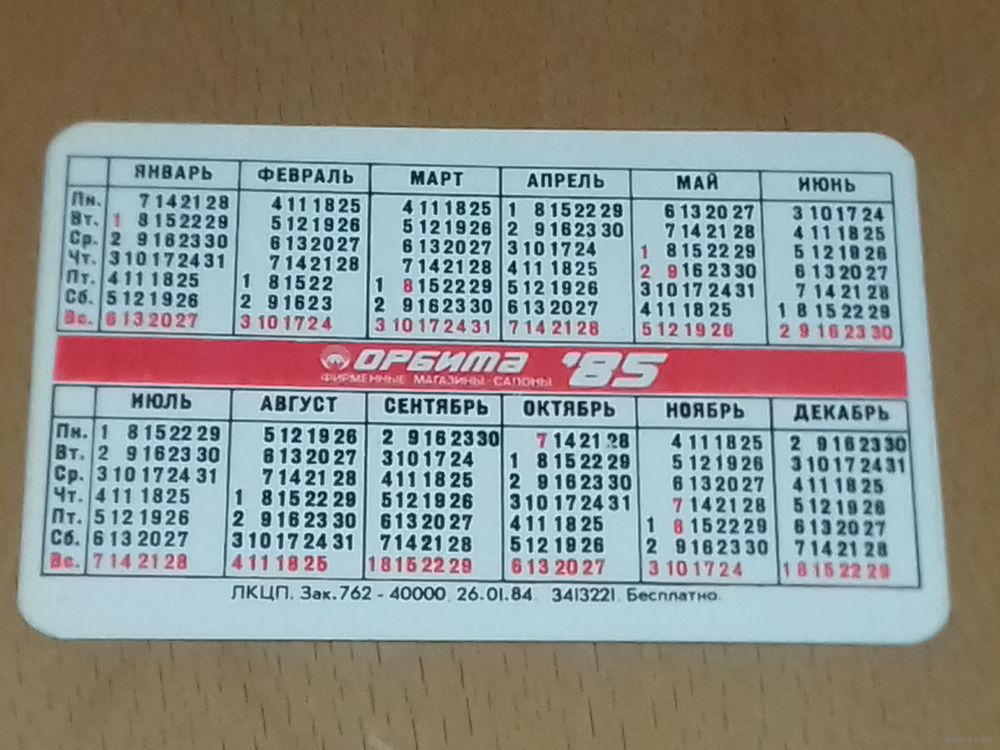 ЯНВАРЬ ФЕВРАЛЬ МАРТ АПРЕЛЬ МАЙ ИЮНЬ
Пн. 7 14 21 28 4 11 18 25 4 11 18 25 1 8 15 22 29 6 13 20 27 3 10 17 24
Вт. 1 8 15 22 29 5 12 19 26 5 12 19 26 2 9 16 23 30 7 14 21 28 4 11 18 25
Ср. 2 9 16 23 30 6 13 20 27 6 13 20 27 3 10 17 24 1 8 15 22 29 5 12 19 26
Чт. 3 10 17 24 31 7 14 21 28 7 14 21 28 4 11 18 25 2 9 16 23 30 6 13 20 27
Пт. 4 11 18 25 1 8 15 22 1 8 15 22 29 5 12 19 26 3 10 17 24 31 7 14 21 28
Сб. 5 12 19 26 2 9 16 23 2 9 16 23 30 6 13 20 27 4 11 18 25 1 8 15 22 29
Вс. 6 13 20 27 3 10 17 24 3 10 17 24 31 7 14 21 28 5 12 19 26 2 9 16 23 30
ОРБИТА '85
ФИРМЕННЫЕ МАГАЗИНЫ САЛОНЫ
ИЮЛЬ АВГУСТ СЕНТЯБРЬ ОКТЯБРЬ НОЯБРЬ ДЕКАБРЬ
Пн. 1 8 15 22 29 5 12 19 26 2 9 16 23 30 7 14 21 28 4 11 18 25 2 9 16 23 30
Вт. 2 9 16 23 30 6 13 20 27 3 10 17 24 1 8 15 22 29 5 12 19 26 3 10 17 24 31
Ср. 3 10 17 24 31 7 14 21 28 4 11 18 25 2 9 16 23 30 6 13 20 27 4 11 18 25
Чт. 4 11 18 25 1 8 15 22 29 5 12 19 26 3 10 17 24 31 7 14 21 28 5 12 19 26
Пт. 5 12 19 26 2 9 16 23 30 6 13 20 27 4 11 18 25 1 8 15 22 29 6 13 20 27
Сб. 6 13 20 27 3 10 17 24 31 7 14 21 28 5 12 19 26 2 9 16 23 30 7 14 21 28
Вс. 7 14 21 28 4 11 18 25 1 8 15 22 29 6 13 20 27 3 10 17 24 1 8 15 22 29
ЛКЦП. Зак. 762 - 40000. 26.01.84. 3413221. Бесплатно.
www.ay.by